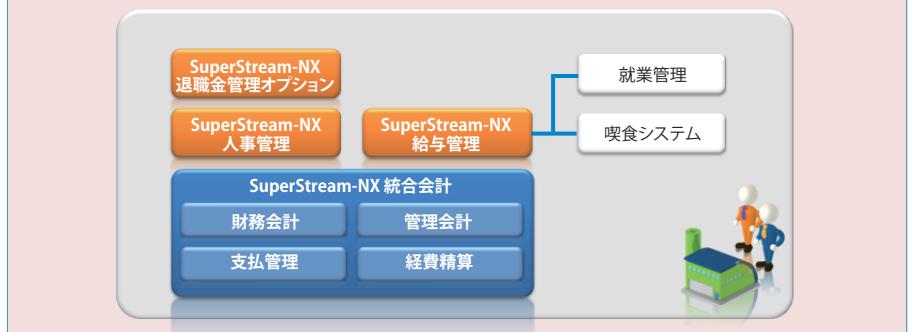 SuperStream-NX
退職金管理オプション
就業管理
SuperStream-NX
人事管理
SuperStream-NX
給与管理
喫食システム
SuperStream-NX 統合会計
財務会計
管理会計
支払管理
経費精算